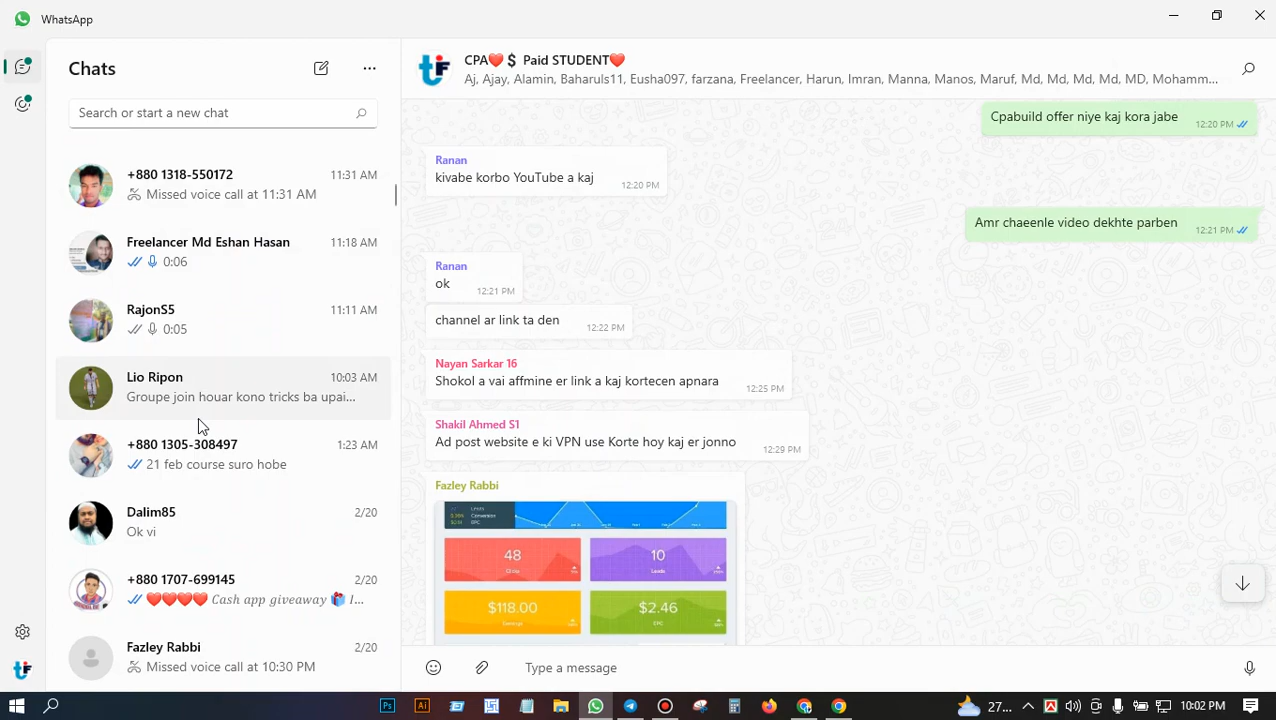 WhatsApp
Chats
Search or start a new chat
+880 1318-550172 11:31 AM
Missed voice call at 11:31 AM
Freelancer Md Eshan Hasan 11:18 AM
0:06
RajonS5 11:11 AM
0:05
Lio Ripon 10:03 AM
Groupe join houar kono tricks ba upai...
+880 1305-308497 1:23 AM
21 feb course suro hobe
Dalim85 2/20
Ok vi
+880 1707-699145 2/20
❤️❤️❤️❤️ Cash app giveaway 🎁 I...
Fazley Rabbi 2/20
Missed voice call at 10:30 PM
CPA❤️💲 Paid STUDENT❤️
Aj, Ajay, Alamin, Baharuls11, Eusha097, farzana, Freelancer, Harun, Imran, Manna, Manos, Maruf, Md, Md, Md, Md, MD, Mohamm...
Cpabuild offer niye kaj kora jabe 12:20 PM
Ranan
kivabe korbo YouTube a kaj 12:20 PM
Amr chaeenle video dekhte parben 12:21 PM
Ranan
ok 12:21 PM
channel ar link ta den 12:22 PM
Nayan Sarkar 16
Shokol a vai affmine er link a kaj kortecen apnara 12:25 PM
Shakil Ahmed S1
Ad post website e ki VPN use Korte hoy kaj er jonno 12:29 PM
Fazley Rabbi
48
Clicks
10
Leads
$118.00
Earnings
$2.46
EPC
Type a message
27...
10:02 PM